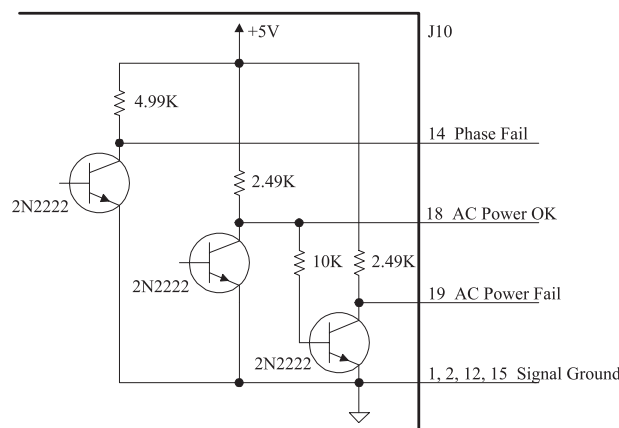 +5V
J10
4.99K
14 Phase Fail
2.49K
2N2222
18 AC Power OK
10K
2.49K
2N2222
19 AC Power Fail
2N2222
1, 2, 12, 15 Signal Ground